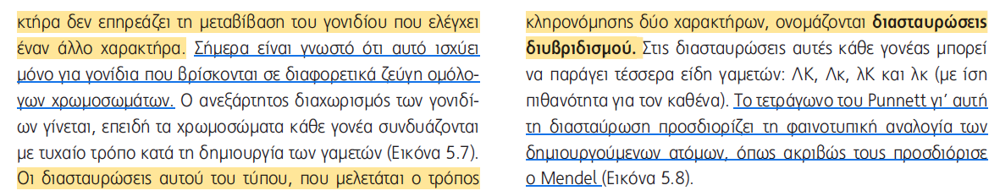 κτήρα δεν επηρεάζει τη μεταβίβαση του γονιδίου που ελέγχει
έναν άλλο χαρακτήρα. Σήμερα είναι γνωστό ότι αυτό ισχύει
μόνο για γονίδια που βρίσκονται σε διαφορετικά ζεύγη ομόλο-
γων χρωμοσωμάτων. Ο ανεξάρτητος διαχωρισμός των γονιδί-
ων γίνεται, επειδή τα χρωμοσώματα κάθε γονέα συνδυάζονται
με τυχαίο τρόπο κατά τη δημιουργία των γαμετών (Εικόνα 5.7).
Οι διασταυρώσεις αυτού του τύπου, που μελετάται ο τρόπος
κληρονόμησης δύο χαρακτήρων, ονομάζονται διασταυρώσεις
διυβριδισμού. Στις διασταυρώσεις αυτές κάθε γονέας μπορεί
να παράγει τέσσερα είδη γαμετών: ΛΚ, Λκ, λΚ και λκ (με ίση
πιθανότητα για τον καθένα). Το τετράγωνο του Punnett γι’ αυτή
τη διασταύρωση προσδιορίζει τη φαινοτυπική αναλογία των
δημιουργούμενων ατόμων, όπως ακριβώς τους προσδιόρισε
ο Mendel (Εικόνα 5.8).